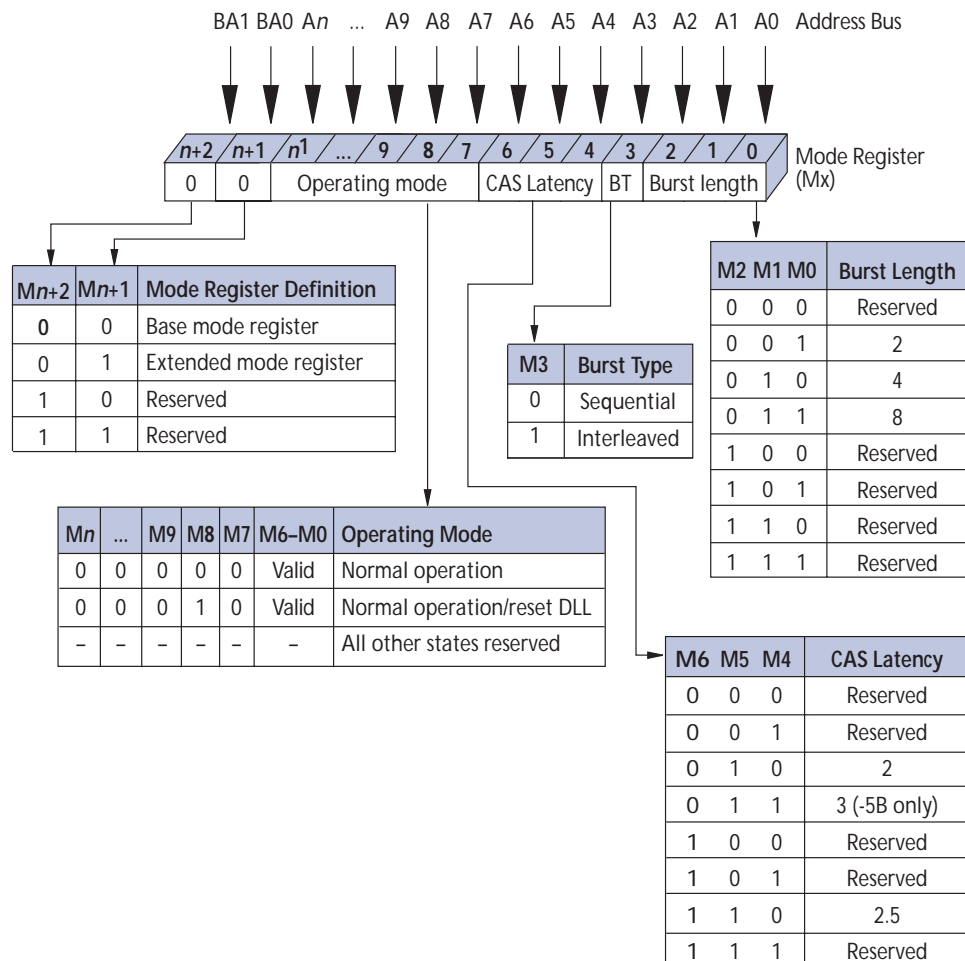 BA1 BA0 An ... A9 A8 A7 A6 A5 A4 A3 A2 A1 A0 Address Bus
n+2 n+1 n1 ... 9 8 7 6 5 4 3 2 1 0
Mode Register (Mx)
0 0 Operating mode CAS Latency BT Burst length
Mn+2 Mn+1 Mode Register Definition
0 0 Base mode register
0 1 Extended mode register
1 0 Reserved
1 1 Reserved
M3 Burst Type
0 Sequential
1 Interleaved
M2 M1 M0 Burst Length
0 0 0 Reserved
0 0 1 2
0 1 0 4
0 1 1 8
1 0 0 Reserved
1 0 1 Reserved
1 1 0 Reserved
1 1 1 Reserved
Mn ... M9 M8 M7 M6–M0 Operating Mode
0 0 0 0 0 Valid Normal operation
0 0 0 1 0 Valid Normal operation/reset DLL
– – – – – – All other states reserved
M6 M5 M4 CAS Latency
0 0 0 Reserved
0 0 1 Reserved
0 1 0 2
0 1 1 3 (-5B only)
1 0 0 Reserved
1 0 1 Reserved
1 1 0 2.5
1 1 1 Reserved